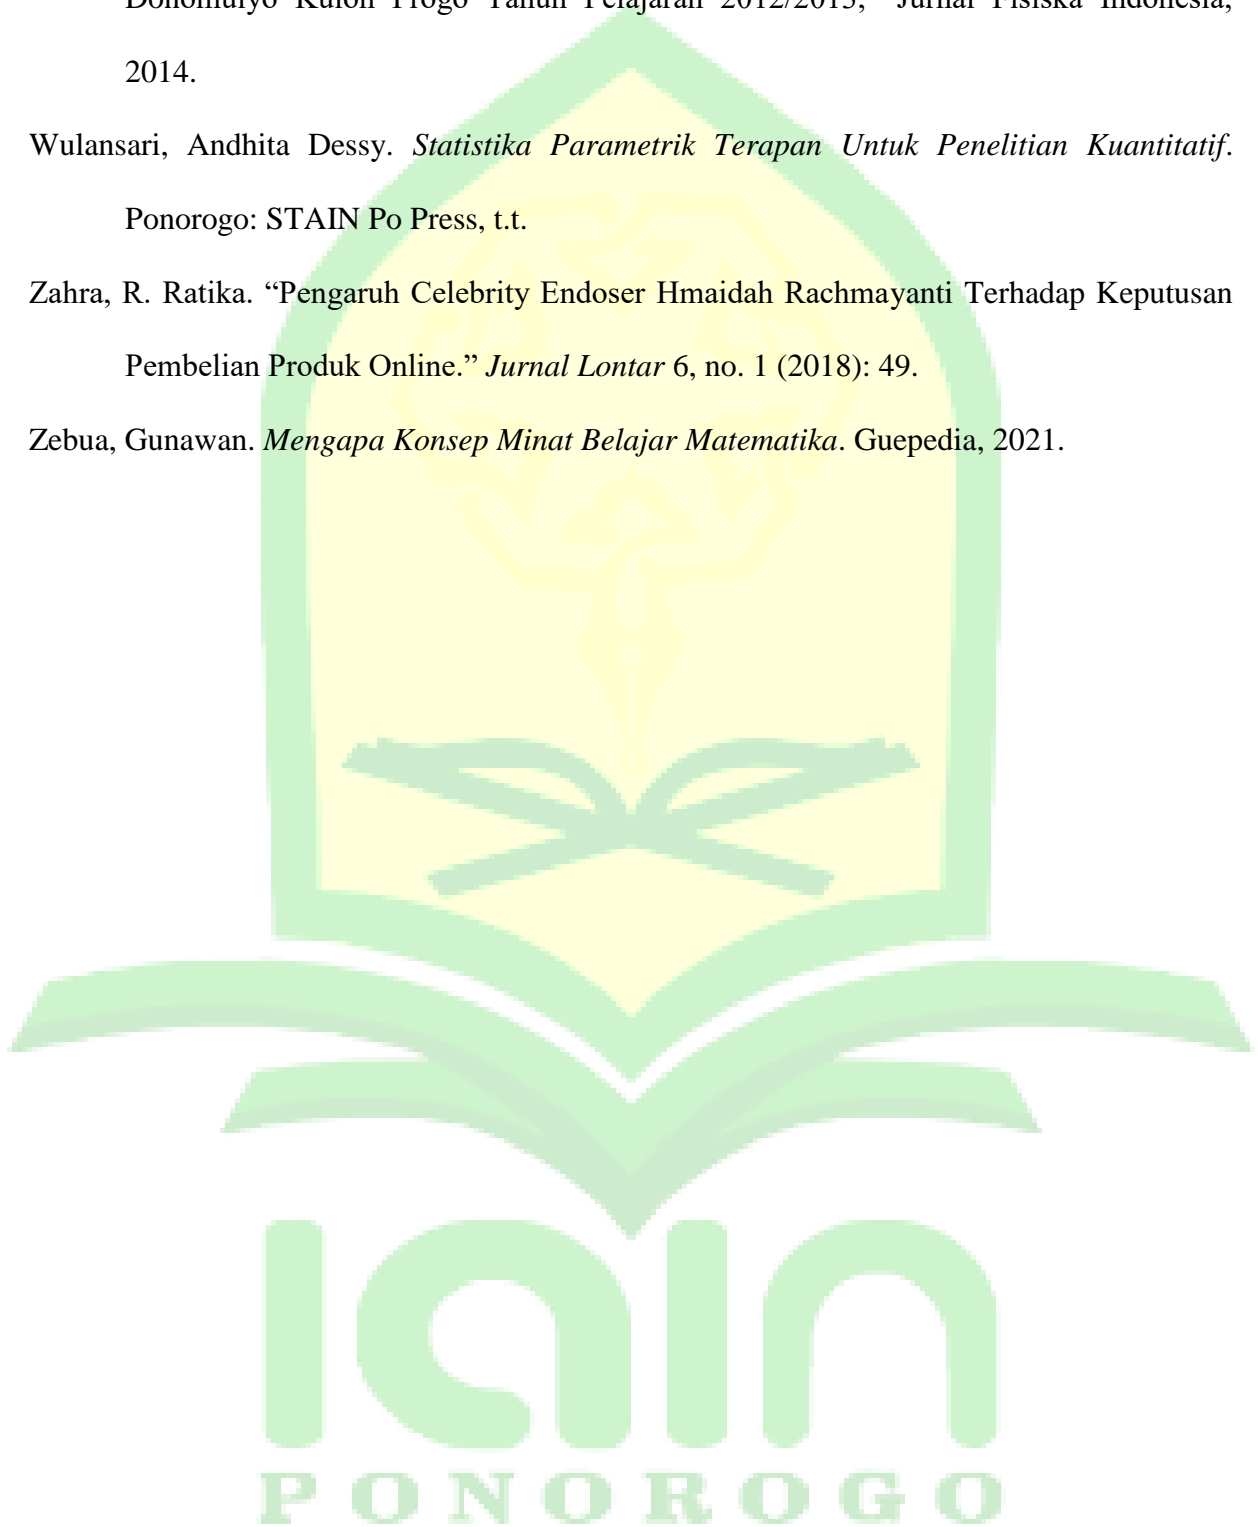 Donomulyo Kulon Progo Tahun Pelajaran 2012/2013,” Jurnal Fisiska Indonesia,
2014.
Wulansari, Andhita Dessy. Statistika Parametrik Terapan Untuk Penelitian Kuantitatif.
Ponorogo: STAIN Po Press, t.t.
Zahra, R. Ratika. “Pengaruh Celebrity Endoser Hmaidah Rachmayanti Terhadap Keputusan
Pembelian Produk Online.” Jurnal Lontar 6, no. 1 (2018): 49.
Zebua, Gunawan. Mengapa Konsep Minat Belajar Matematika. Guepedia, 2021.
iain
PONOROGO